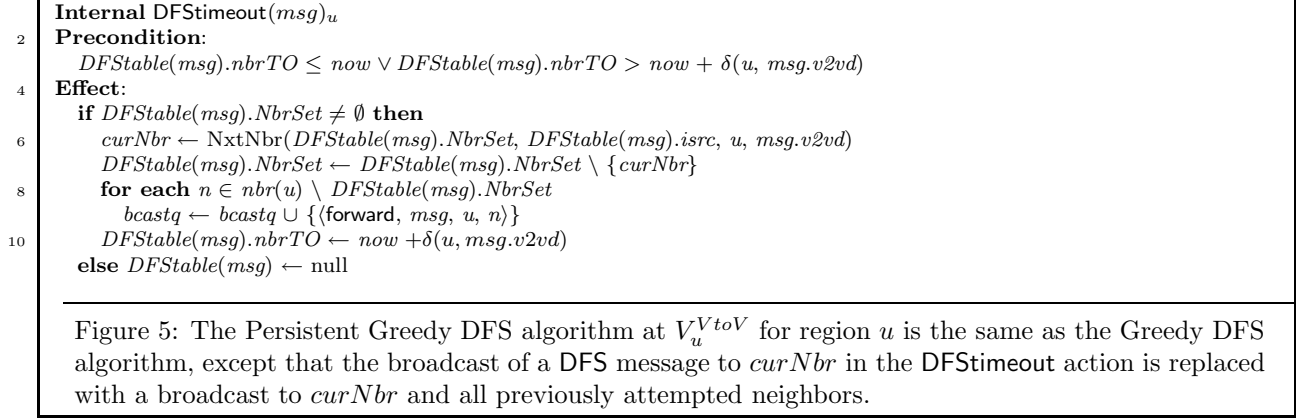 Internal DFStimeout(msg)_u
2 Precondition:
DFStable(msg).nbrTO ≤ now ∨ DFStable(msg).nbrTO > now + δ(u, msg.v2vd)
4 Effect:
if DFStable(msg).NbrSet ≠ ∅ then
6 curNbr ← NxtNbr(DFStable(msg).NbrSet, DFStable(msg).isrc, u, msg.v2vd)
DFStable(msg).NbrSet ← DFStable(msg).NbrSet \ {curNbr}
8 for each n ∈ nbr(u) \ DFStable(msg).NbrSet
bcastq ← bcastq ∪ {⟨forward, msg, u, n⟩}
10 DFStable(msg).nbrTO ← now +δ(u, msg.v2vd)
else DFStable(msg) ← null
Figure 5: The Persistent Greedy DFS algorithm at V_u^{VtoV} for region u is the same as the Greedy DFS
algorithm, except that the broadcast of a DFS message to curNbr in the DFStimeout action is replaced
with a broadcast to curNbr and all previously attempted neighbors.